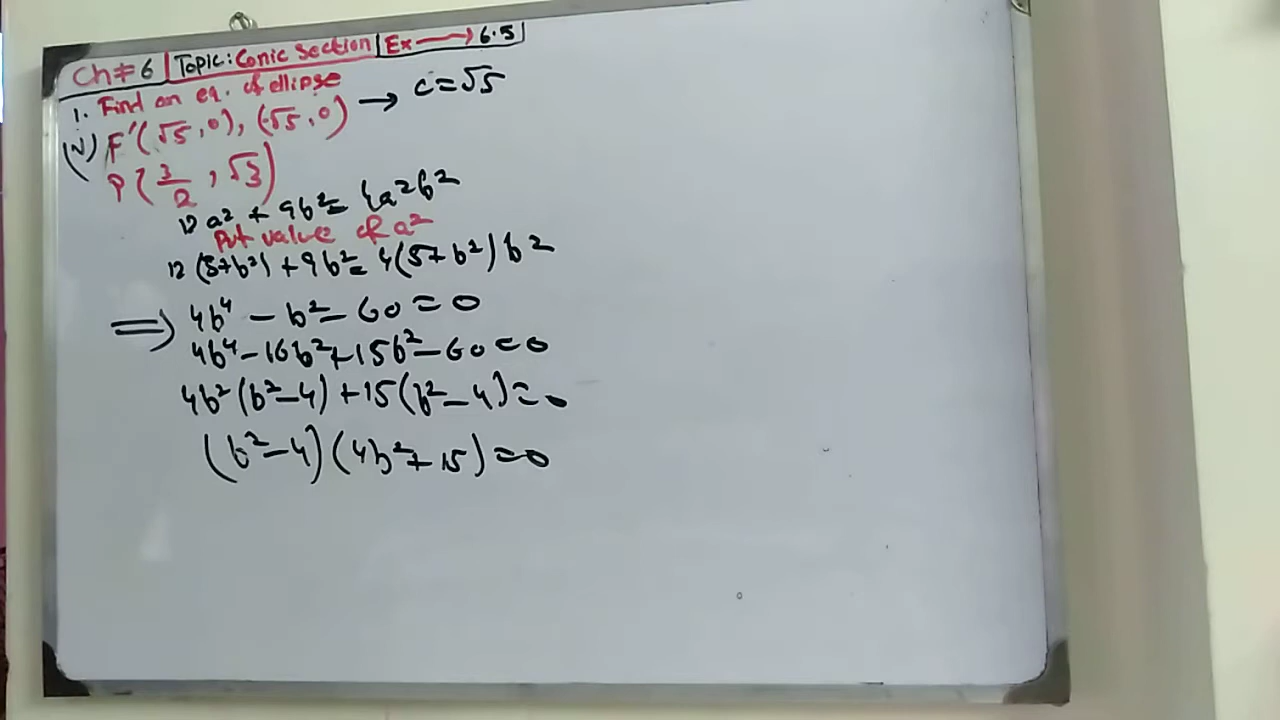 Ch#6 | Topic: Conic Section | Ex → 6.5
1. Find an eq. of ellipse
F'(√5,0), (√5,0) → c=√5
P(3/2, √3)
12a²+9b²=4a²b²
Put value of a²
12(5+b²)+9b²=4(5+b²)b²
⇒ 4b⁴-b²-60=0
4b⁴-16b²+15b²-60=0
4b²(b²-4)+15(b²-4)=0
(b²-4)(4b²+15)=0